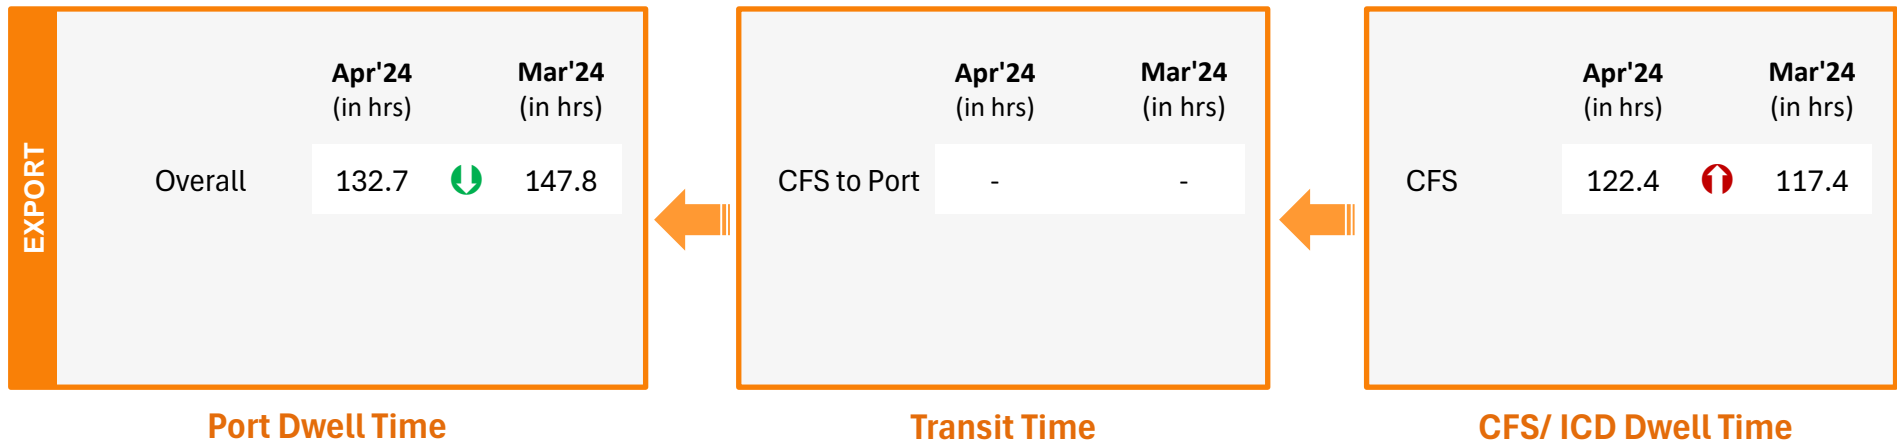 EXPORT
Apr'24 Mar'24
(in hrs) (in hrs)
Overall 132.7 147.8
Port Dwell Time
Apr'24 Mar'24
(in hrs) (in hrs)
CFS to Port - -
Transit Time
Apr'24 Mar'24
(in hrs) (in hrs)
CFS 122.4 117.4
CFS/ ICD Dwell Time